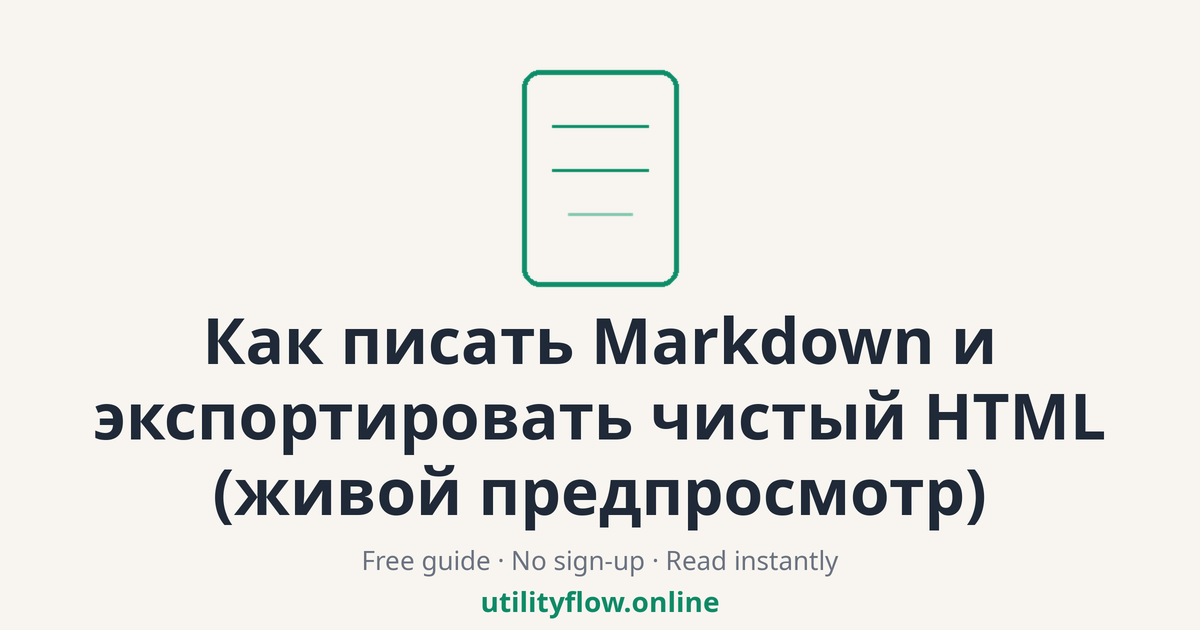 Как писать Markdown и
экспортировать чистый HTML
(живой предпросмотр)
Free guide · No sign-up · Read instantly
utilityflow.online